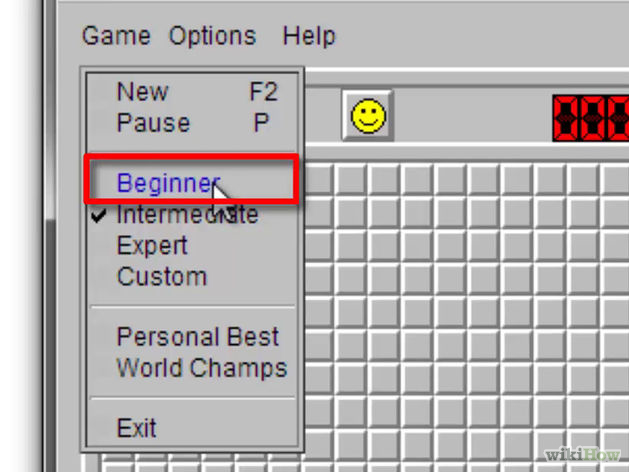 Game Options Help
New F2
Pause P
Beginner
Intermediate
Expert
Custom
Personal Best
World Champs
Exit
wikiHow